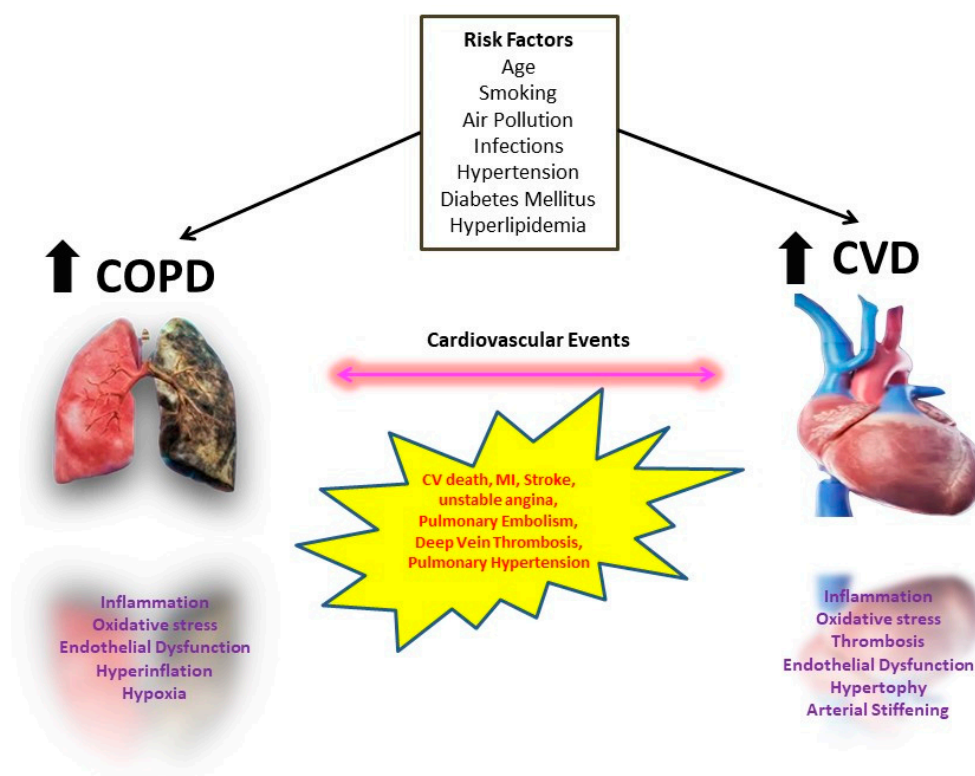 Risk Factors
Age
Smoking
Air Pollution
Infections
Hypertension
Diabetes Mellitus
Hyperlipidemia
COPD
CVD
Cardiovascular Events
CV death, MI, Stroke,
unstable angina,
Pulmonary Embolism,
Deep Vein Thrombosis,
Pulmonary Hypertension
Inflammation
Oxidative stress
Endothelial Dysfunction
Hyperinflation
Hypoxia
Inflammation
Oxidative stress
Thrombosis
Endothelial Dysfunction
Hypertophy
Arterial Stiffening